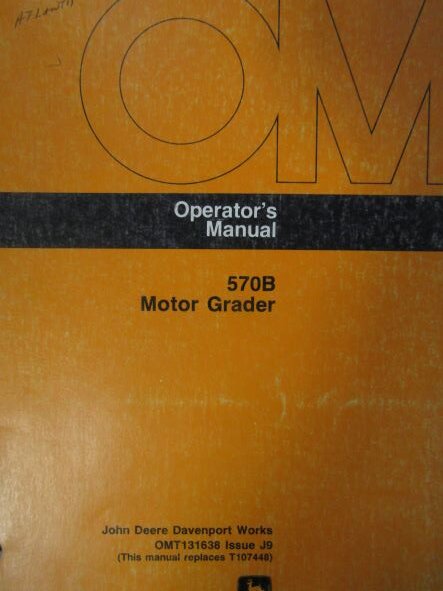 OM
Operator's
Manual
570B
Motor Grader
John Deere Davenport Works
OMT131638 Issue J9
(This manual replaces T107448)